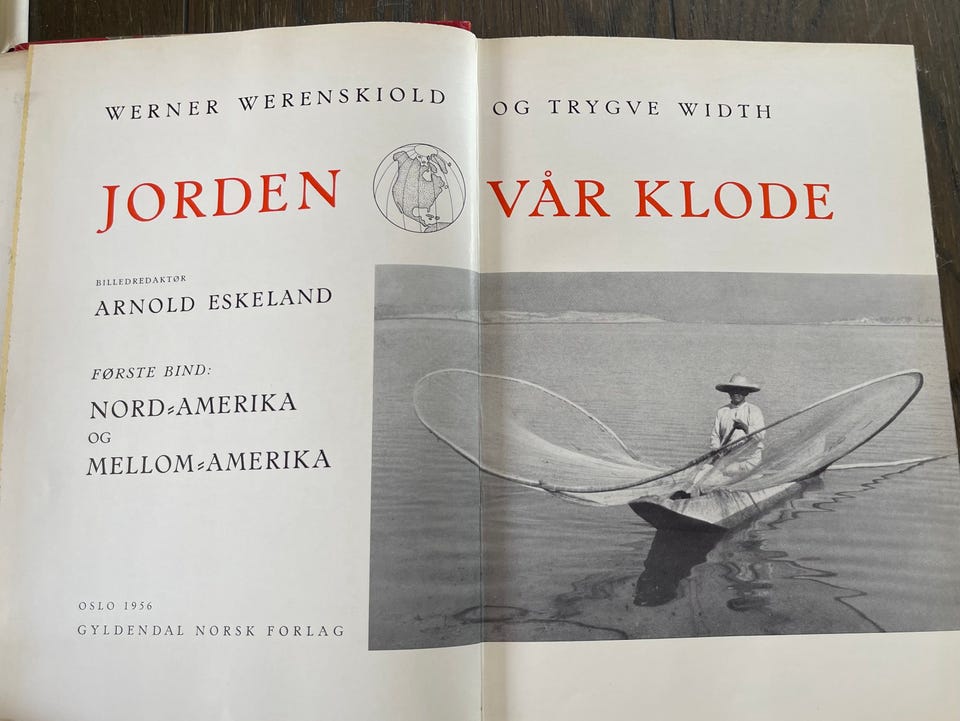 WERNER WERENSKIOLD OG TRYGVE WIDTH
JORDEN VÅR KLODE
BILLEDREDAKTØR
ARNOLD ESKELAND
FØRSTE BIND:
NORD-AMERIKA
OG
MELLOM-AMERIKA
OSLO 1956
GYLDENDAL NORSK FORLAG